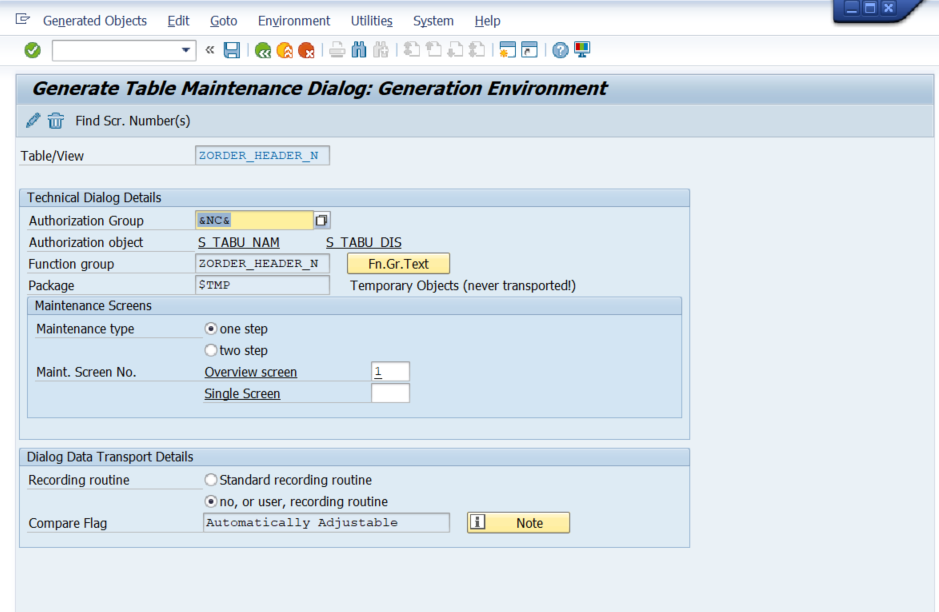 Generated Objects Edit Goto Environment Utilities System Help
Generate Table Maintenance Dialog: Generation Environment
Find Scr. Number(s)
Table/View ZORDER_HEADER_N
Technical Dialog Details
Authorization Group &NC&
Authorization object S_TABU_NAM S_TABU_DIS
Function group ZORDER_HEADER_N Fn.Gr.Text
Package $TMP Temporary Objects (never transported!)
Maintenance Screens
Maintenance type one step
two step
Maint. Screen No. Overview screen 1
Single Screen
Dialog Data Transport Details
Recording routine Standard recording routine
no, or user, recording routine
Compare Flag Automatically Adjustable Note